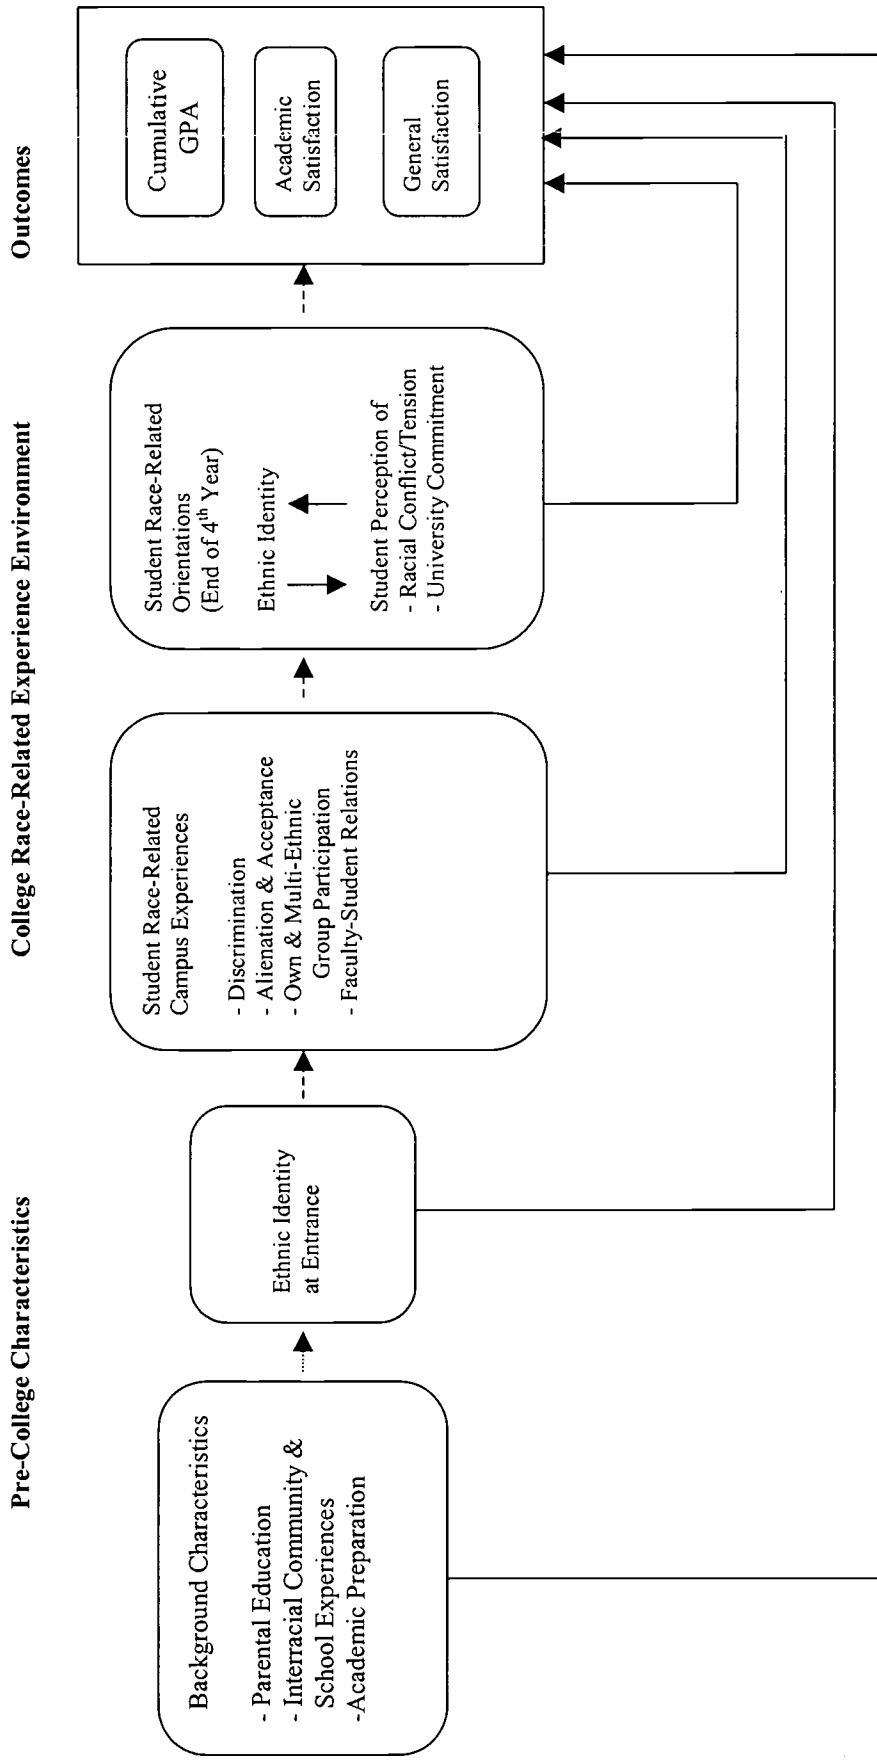 Pre-College Characteristics
College Race-Related Experience Environment
Outcomes
Background Characteristics
- Parental Education
- Interracial Community &
School Experiences
-Academic Preparation
Ethnic Identity
at Entrance
Student Race-Related
Campus Experiences
- Discrimination
- Alienation & Acceptance
- Own & Multi-Ethnic
Group Participation
- Faculty-Student Relations
Student Race-Related
Orientations
(End of 4th Year)
Ethnic Identity
Student Perception of
- Racial Conflict/Tension
- University Commitment
Cumulative
GPA
Academic
Satisfaction
General
Satisfaction